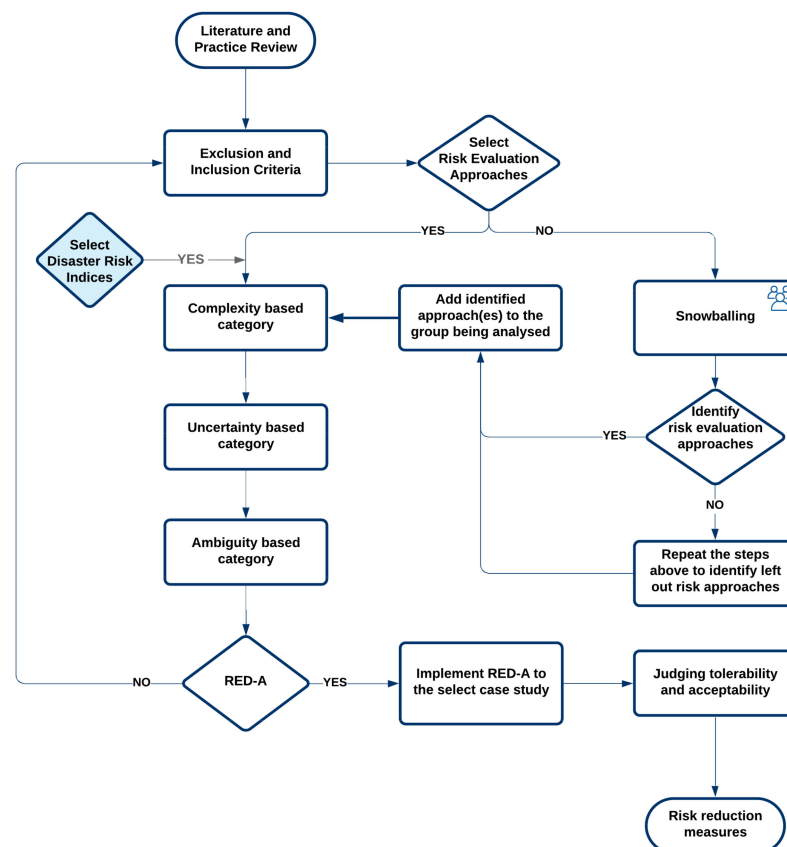 Literature and
Practice Review
Exclusion and
Inclusion Criteria
Select
Risk Evaluation
Approaches
YES
NO
Select
Disaster Risk
Indices
YES
Complexity based
category
Add identified
approach(es) to the
group being analysed
Snowballing
Uncertainty based
category
Identify
risk evaluation
approaches
YES
NO
Ambiguity based
category
Repeat the steps
above to identify left
out risk approaches
NO
RED-A
YES
Implement RED-A to
the select case study
Judging tolerability
and acceptability
Risk reduction
measures